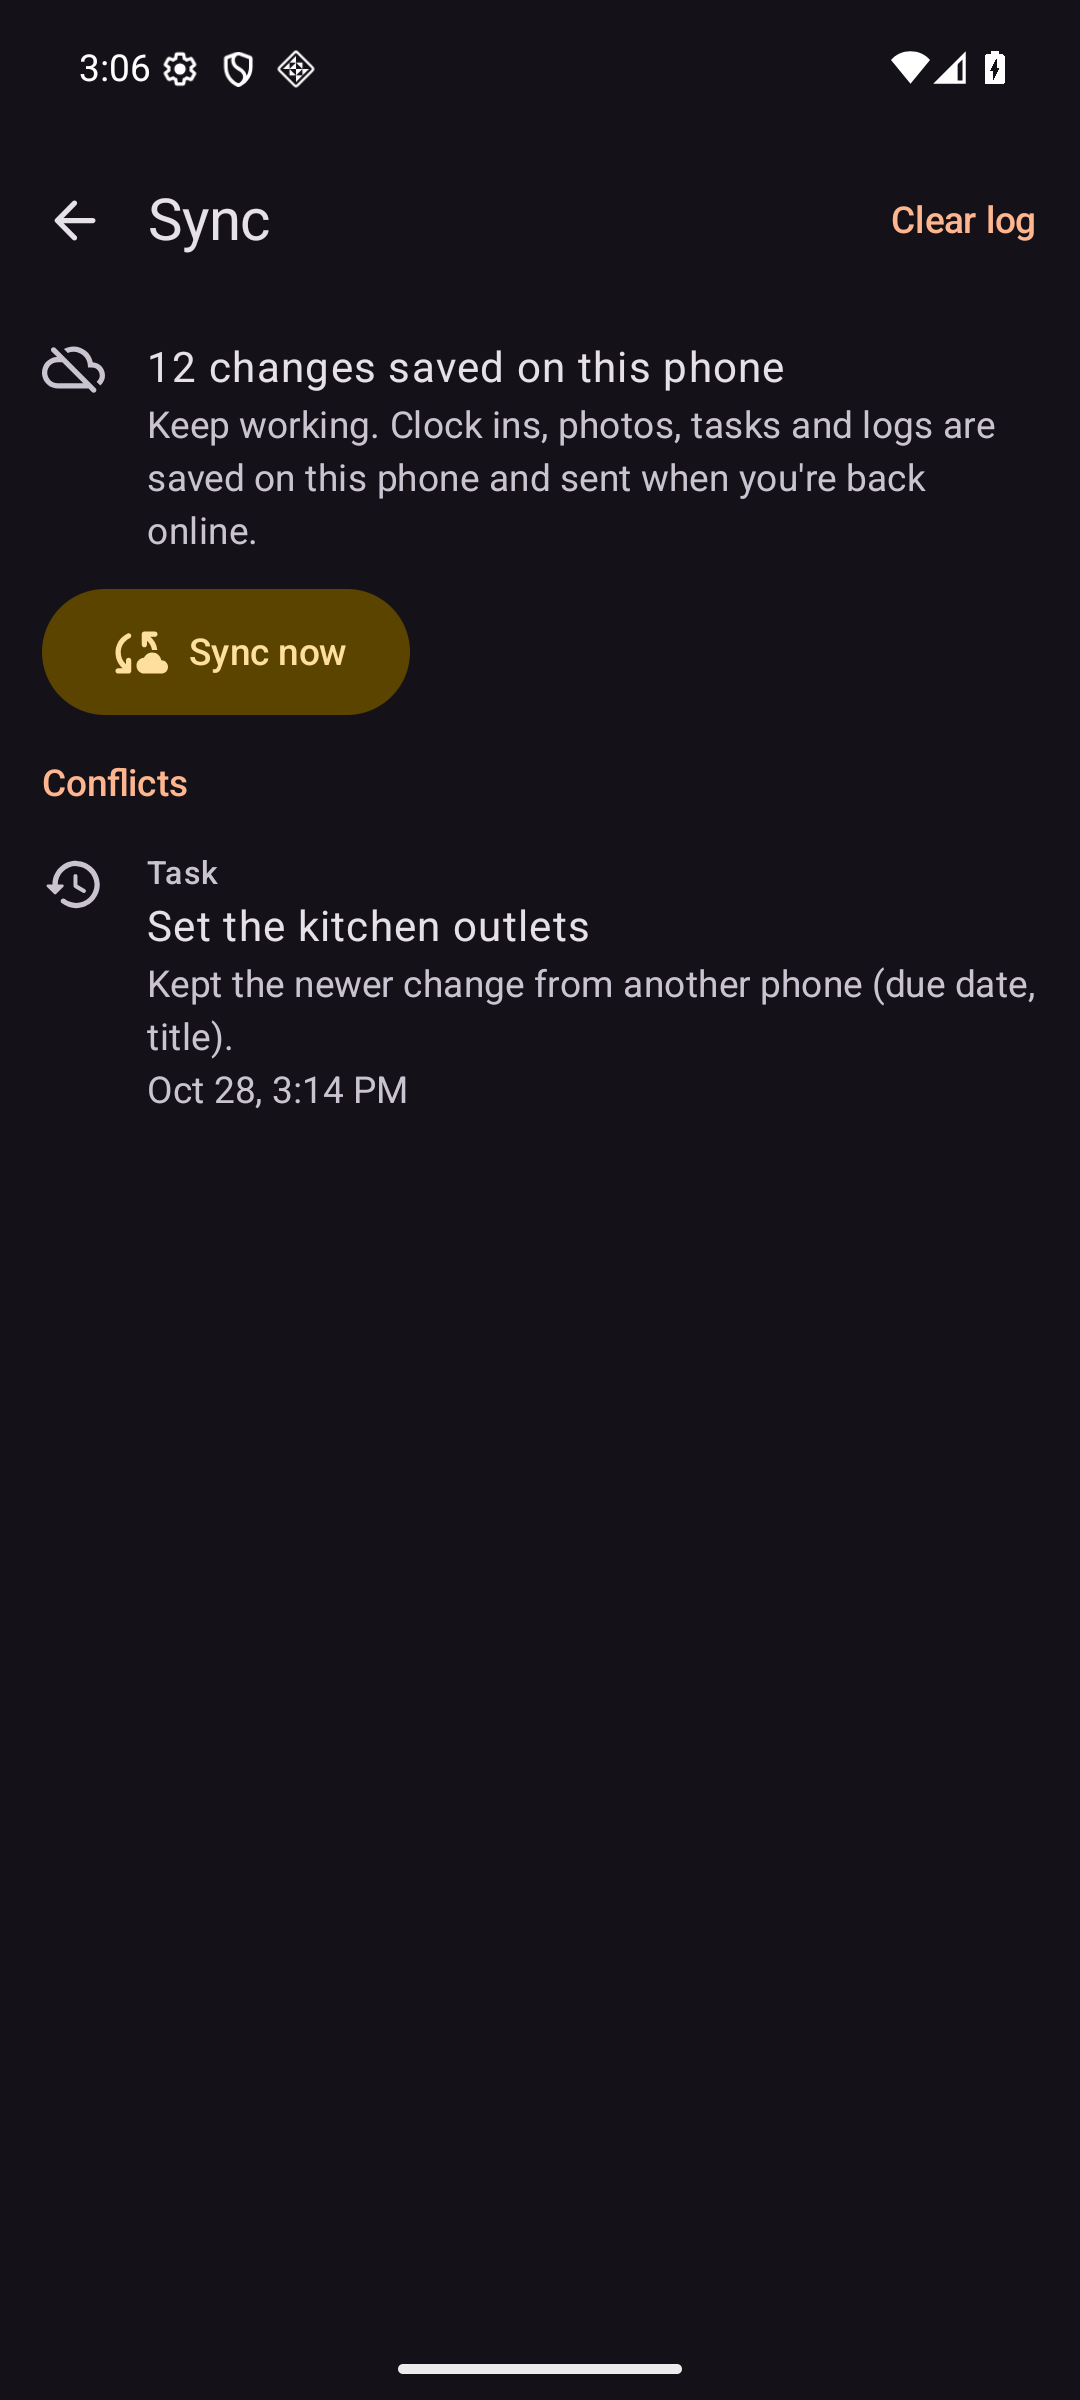 3:06
Sync
Clear log
12 changes saved on this phone
Keep working. Clock ins, photos, tasks and logs are
saved on this phone and sent when you're back
online.
Sync now
Conflicts
Task
Set the kitchen outlets
Kept the newer change from another phone (due date,
title).
Oct 28, 3:14 PM